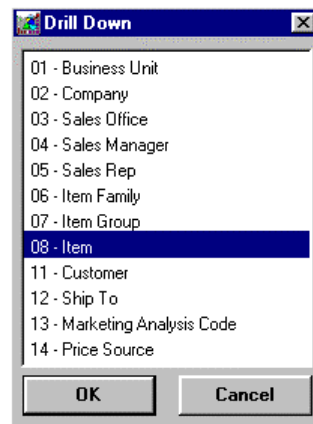 Drill Down
01 - Business Unit
02 - Company
03 - Sales Office
04 - Sales Manager
05 - Sales Rep
06 - Item Family
07 - Item Group
08 - Item
11 - Customer
12 - Ship To
13 - Marketing Analysis Code
14 - Price Source
OK
Cancel